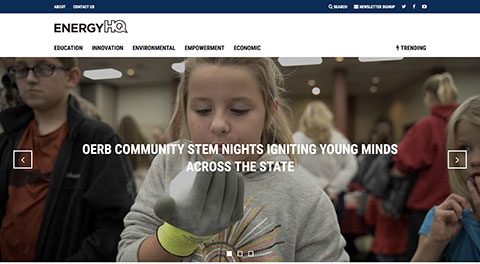 ABOUT CONTACT US SEARCH NEWSLETTER SIGNUP
ENERGYHQ
EDUCATION INNOVATION ENVIRONMENTAL EMPOWERMENT ECONOMIC TRENDING
OERB COMMUNITY STEM NIGHTS IGNITING YOUNG MINDS
ACROSS THE STATE